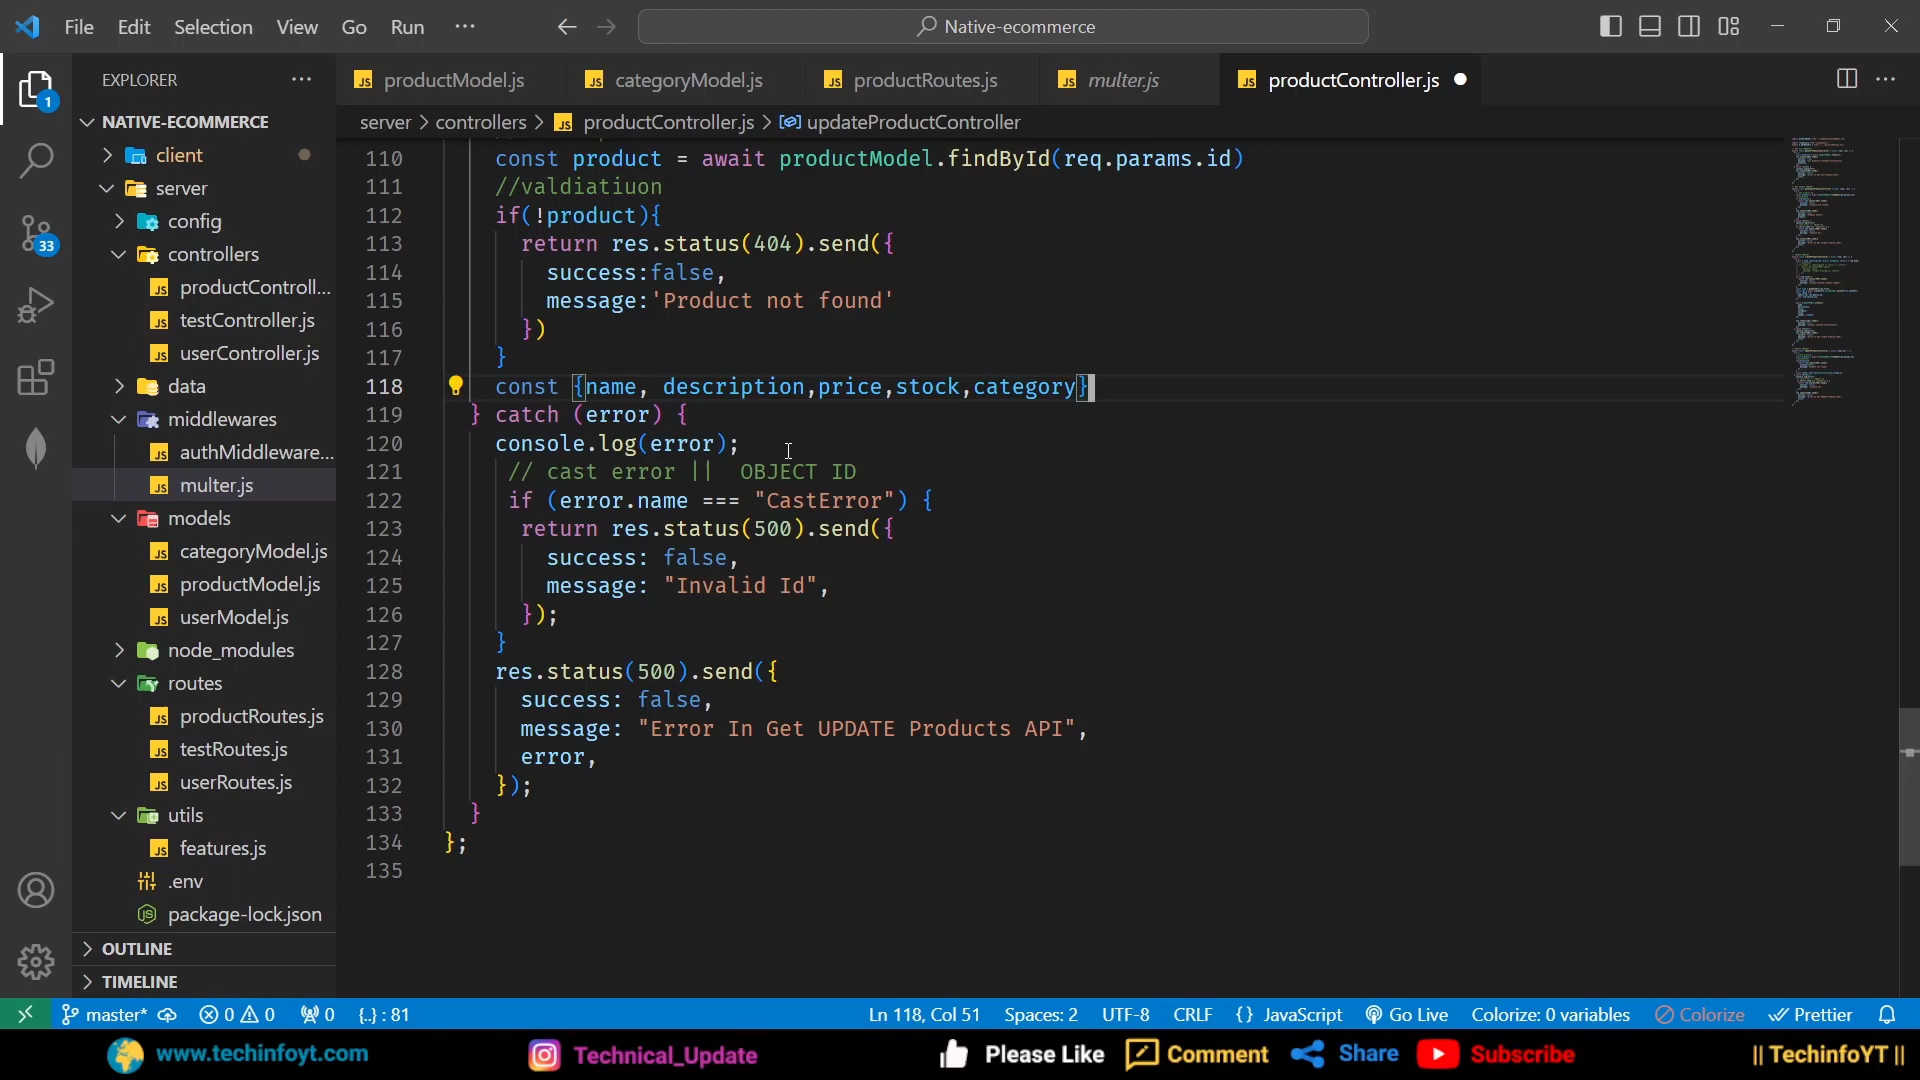 File Edit Selection View Go Run ···
Native-ecommerce
EXPLORER ···
productModel.js categoryModel.js productRoutes.js multer.js productController.js
server > controllers > productController.js > updateProductController
NATIVE-ECOMMERCE
client
server
config
controllers
productControll...
testController.js
userController.js
data
middlewares
authMiddleware...
multer.js
models
categoryModel.js
productModel.js
userModel.js
node_modules
routes
productRoutes.js
testRoutes.js
userRoutes.js
utils
features.js
.env
package-lock.json
OUTLINE
TIMELINE
1
33
110 const product = await productModel.findById(req.params.id)
111 //valdiatiuon
112 if(!product){
113 return res.status(404).send({
114 success:false,
115 message:'Product not found'
116 })
117 }
118 const {name, description,price,stock,category}
119 } catch (error) {
120 console.log(error);
121 // cast error || OBJECT ID
122 if (error.name === "CastError") {
123 return res.status(500).send({
124 success: false,
125 message: "Invalid Id",
126 });
127 }
128 res.status(500).send({
129 success: false,
130 message: "Error In Get UPDATE Products API",
131 error,
132 });
133 }
134 };
135
master* 0 0 0 {..} : 81 Ln 118, Col 51 Spaces: 2 UTF-8 CRLF {} JavaScript Go Live Colorize: 0 variables Colorize Prettier
www.techinfoyt.com Technical_Update Please Like Comment Share Subscribe || TechinfoYT ||